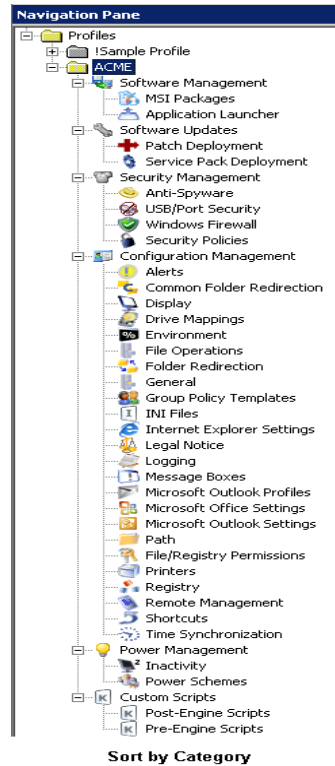 Navigation Pane
Profiles
!Sample Profile
ACME
Software Management
MSI Packages
Application Launcher
Software Updates
Patch Deployment
Service Pack Deployment
Security Management
Anti-Spyware
USB/Port Security
Windows Firewall
Security Policies
Configuration Management
Alerts
Common Folder Redirection
Display
Drive Mappings
Environment
File Operations
Folder Redirection
General
Group Policy Templates
INI Files
Internet Explorer Settings
Legal Notice
Logging
Message Boxes
Microsoft Outlook Profiles
Microsoft Office Settings
Microsoft Outlook Settings
Path
File/Registry Permissions
Printers
Registry
Remote Management
Shortcuts
Time Synchronization
Power Management
Inactivity
Power Schemes
Custom Scripts
Post-Engine Scripts
Pre-Engine Scripts
Sort by Category